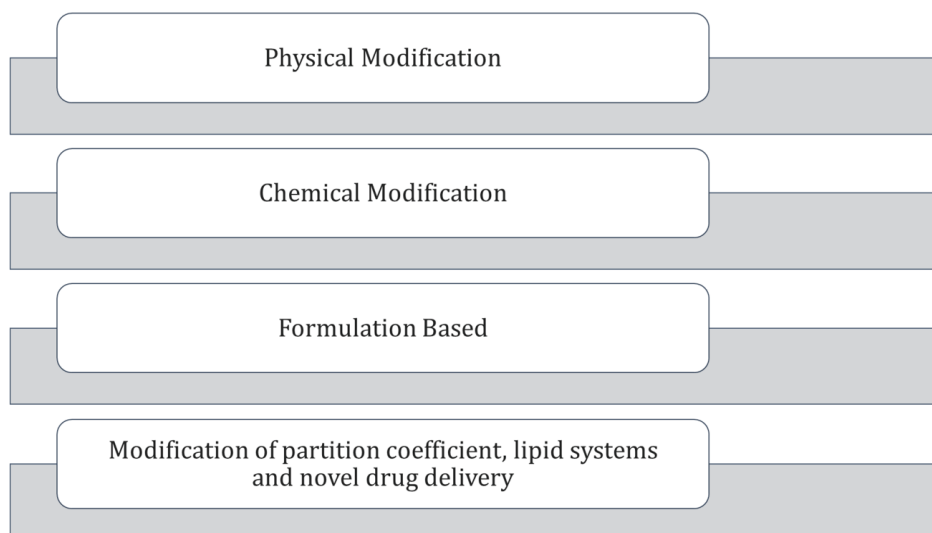 Physical Modification
Chemical Modification
Formulation Based
Modification of partition coefficient, lipid systems
and novel drug delivery